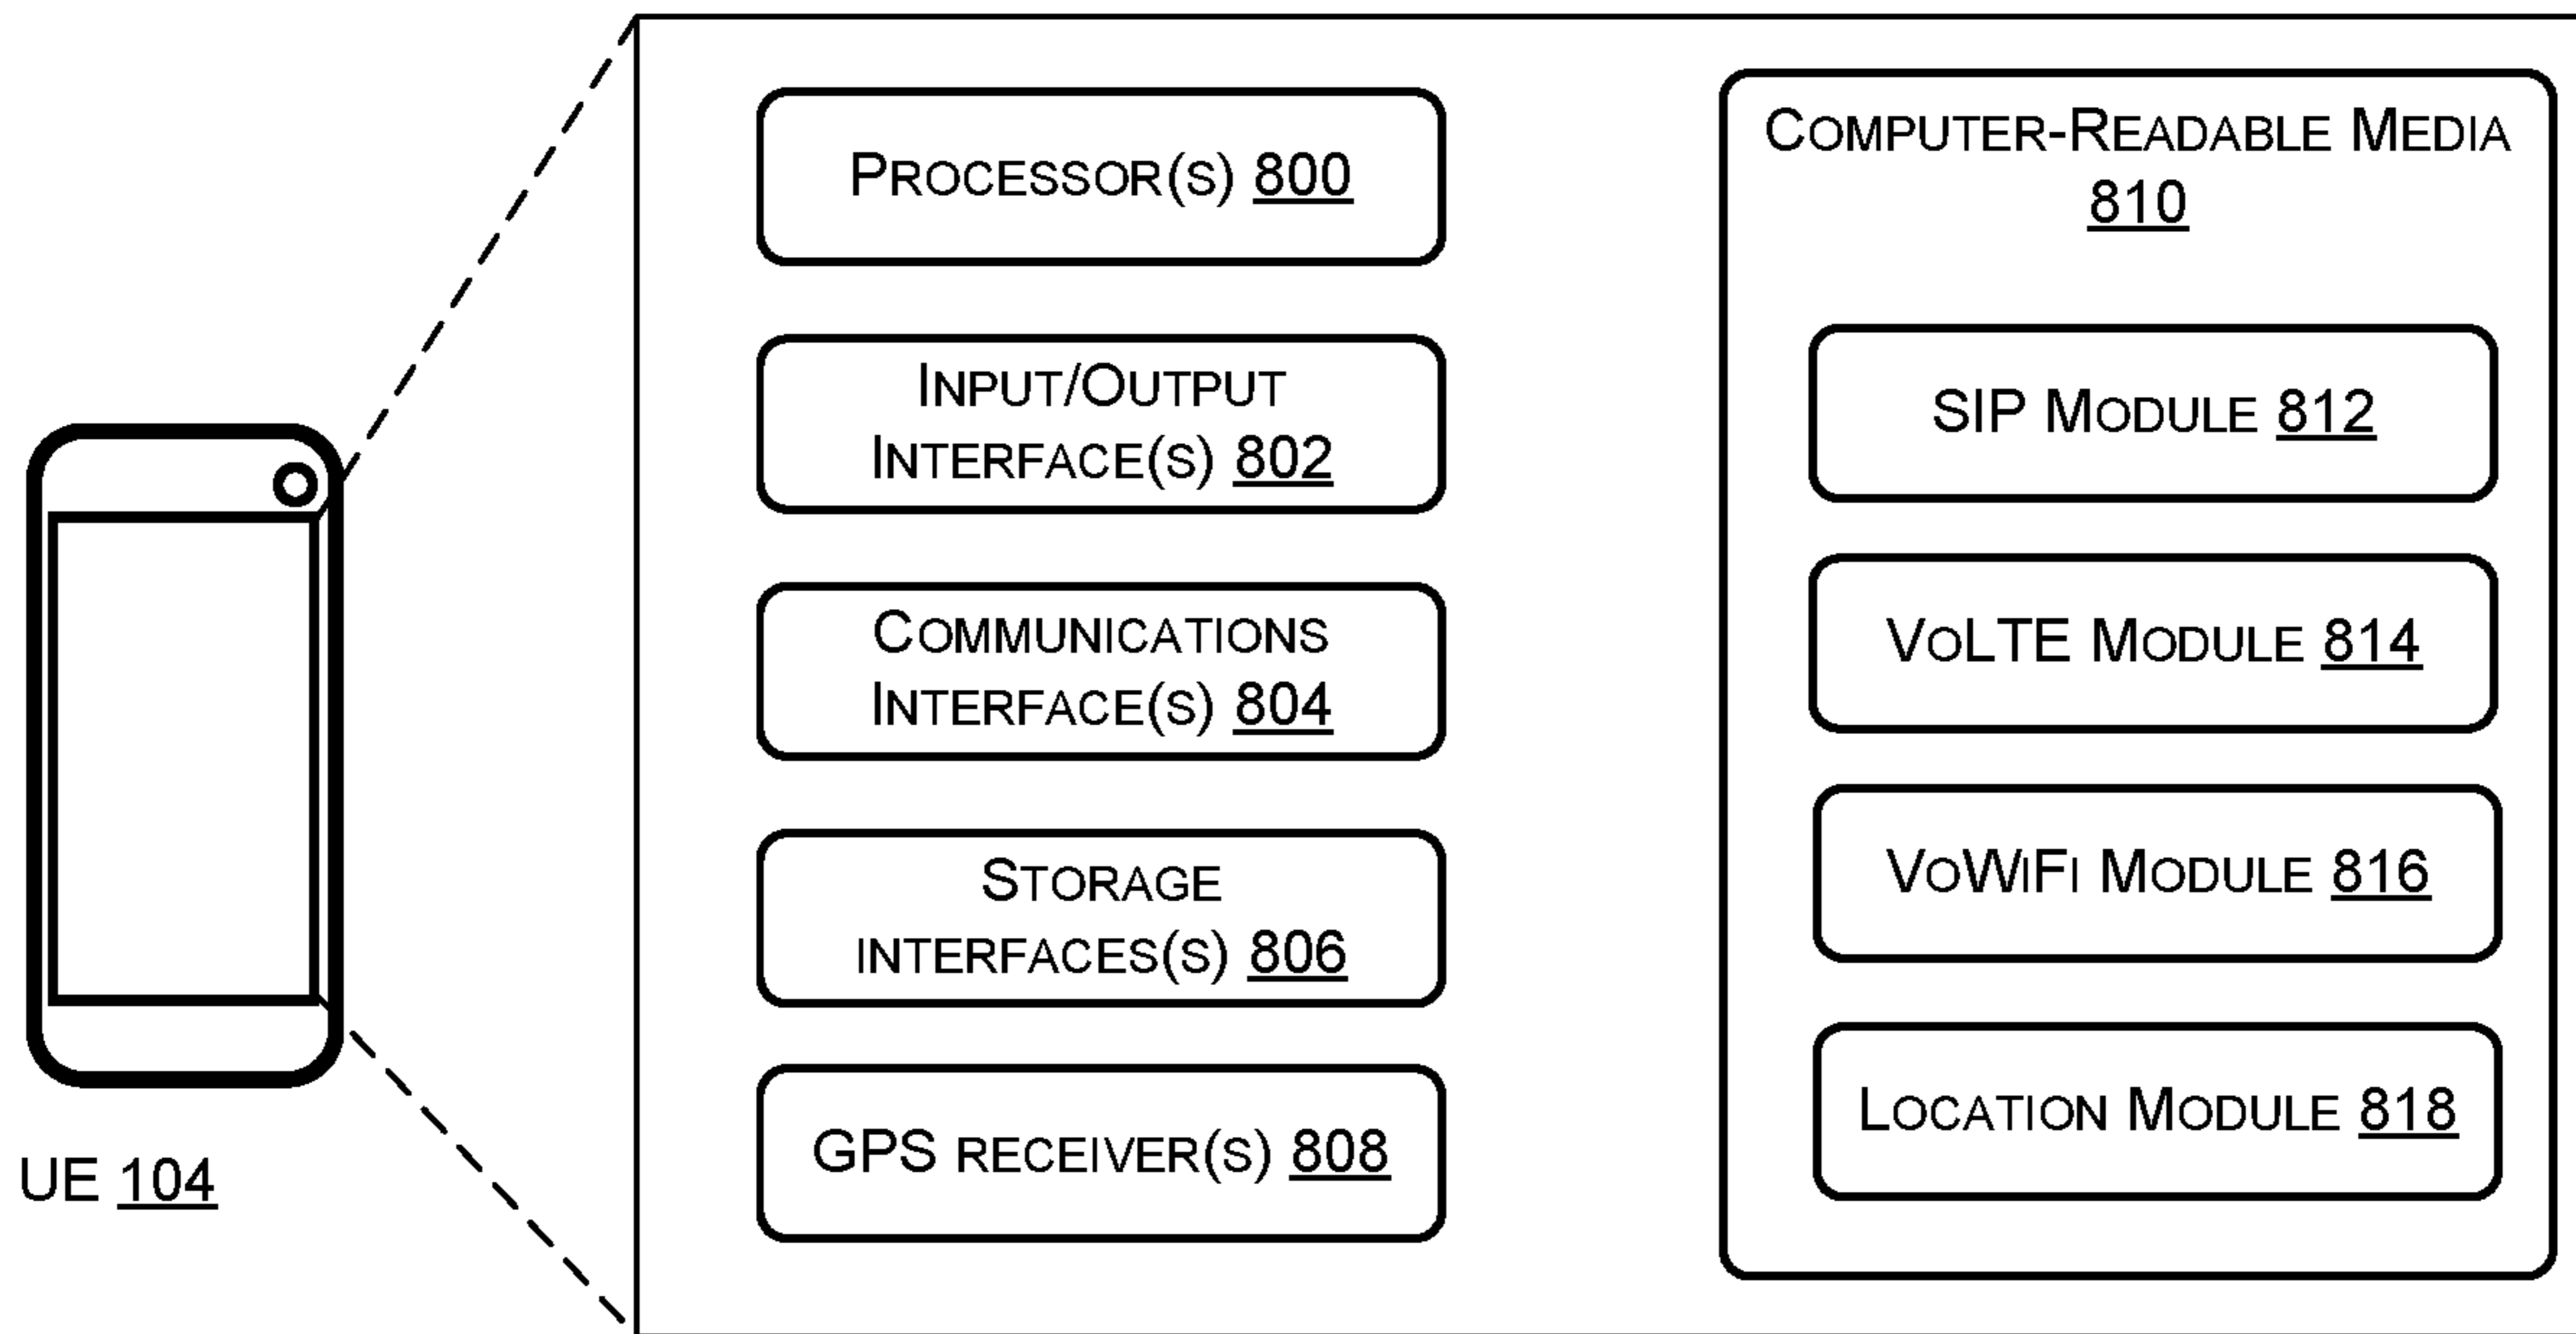 PROCESSOR(S) 800
INPUT/OUTPUT
INTERFACE(S) 802
COMMUNICATIONS
INTERFACE(S) 804
STORAGE
INTERFACES(S) 806
GPS RECEIVER(S) 808
COMPUTER-READABLE MEDIA
810
SIP MODULE 812
VOLTE MODULE 814
VOWIFI MODULE 816
LOCATION MODULE 818
UE 104